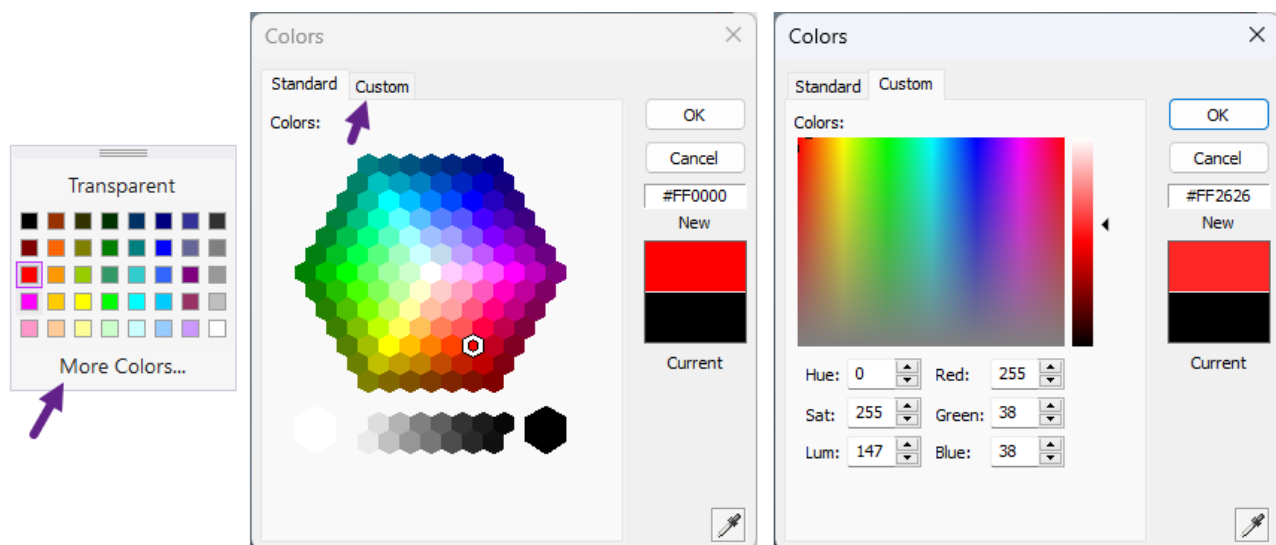 Transparent
More Colors...
Colors
Standard
Custom
Colors:
OK
Cancel
#FF0000
New
Current
Colors
Standard
Custom
Colors:
OK
Cancel
#FF2626
New
Current
Hue: 0 Red: 255
Sat: 255 Green: 38
Lum: 147 Blue: 38